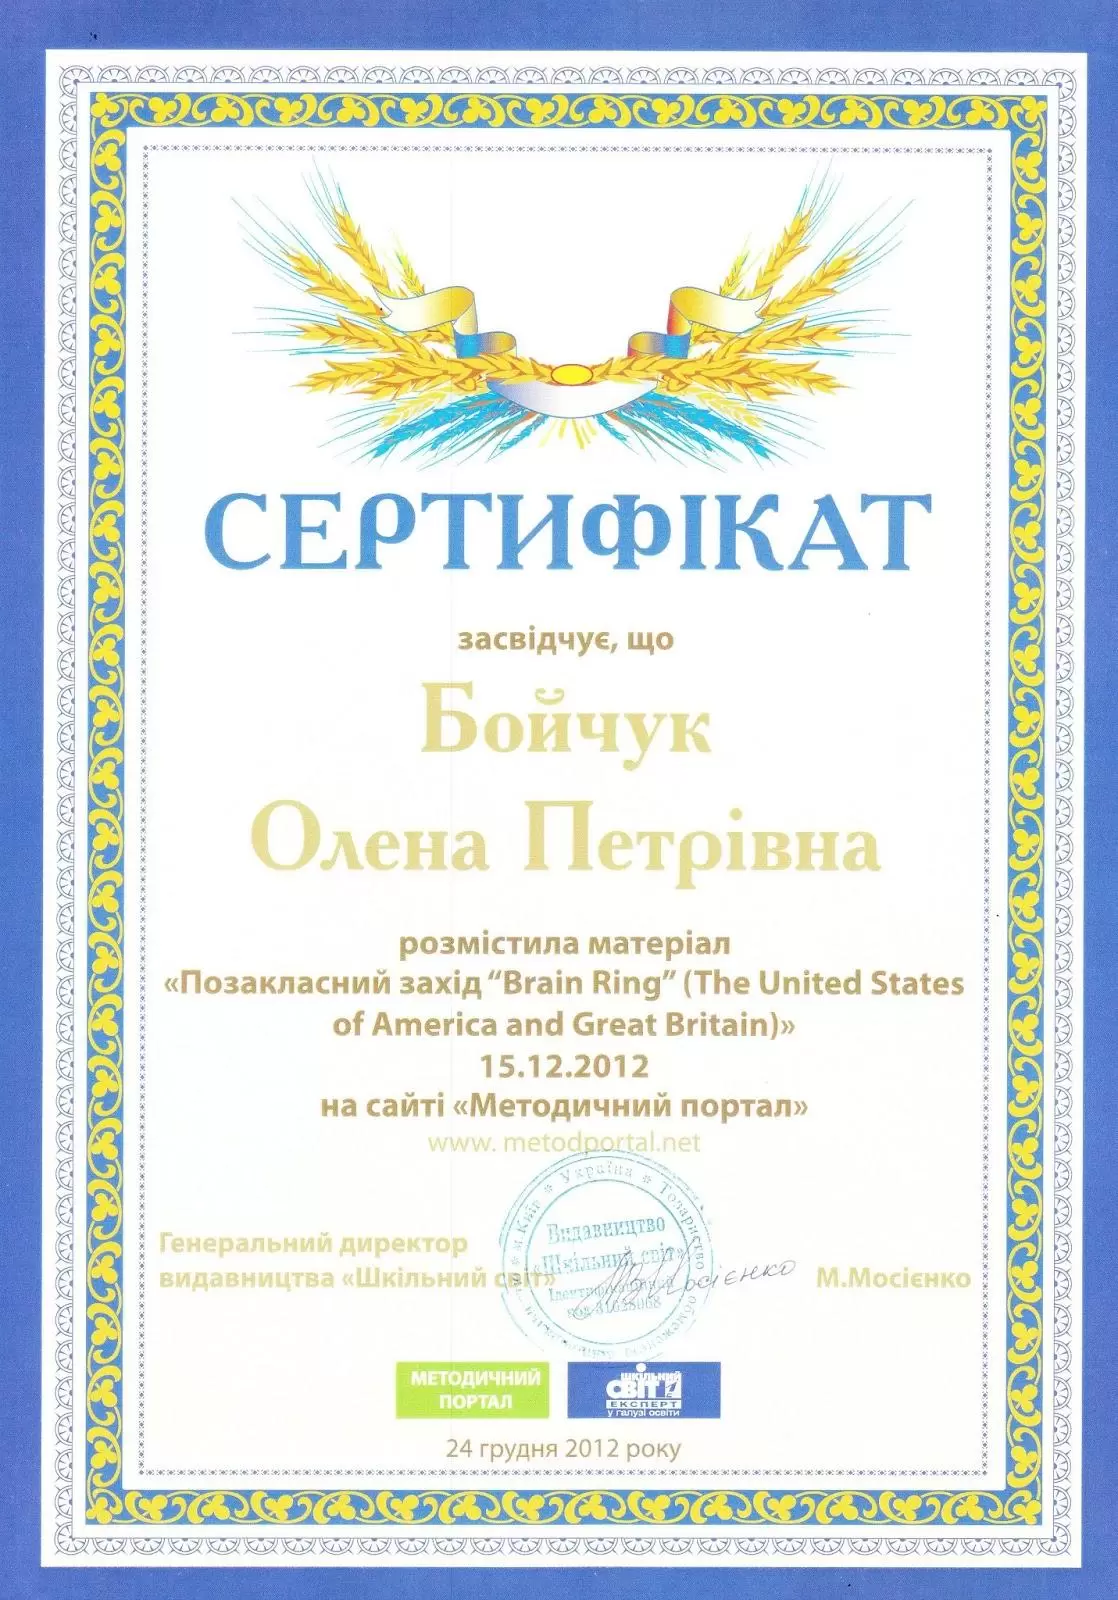 СЕРТИФІКАТ
засвідчує, що
Бойчук
Олена Петрівна
розмістила матеріал
«Позакласний захід “Brain Ring” (The United States
of America and Great Britain)»
15.12.2012
на сайті «Методичний портал»
www. metodportal.net
Генеральний директор
видавництва «Шкільний світ»
М.Мосієнко
м.Київ * Україна * Товариство
Видавництво
«Шкільний світ»
Ідентифікаційний
код
Мосієнко
МЕТОДИЧНИЙ
ПОРТАЛ
ШКІЛЬНИЙ
СВІТ
ЕКСПЕРТ
у галузі освіти
24 грудня 2012 року